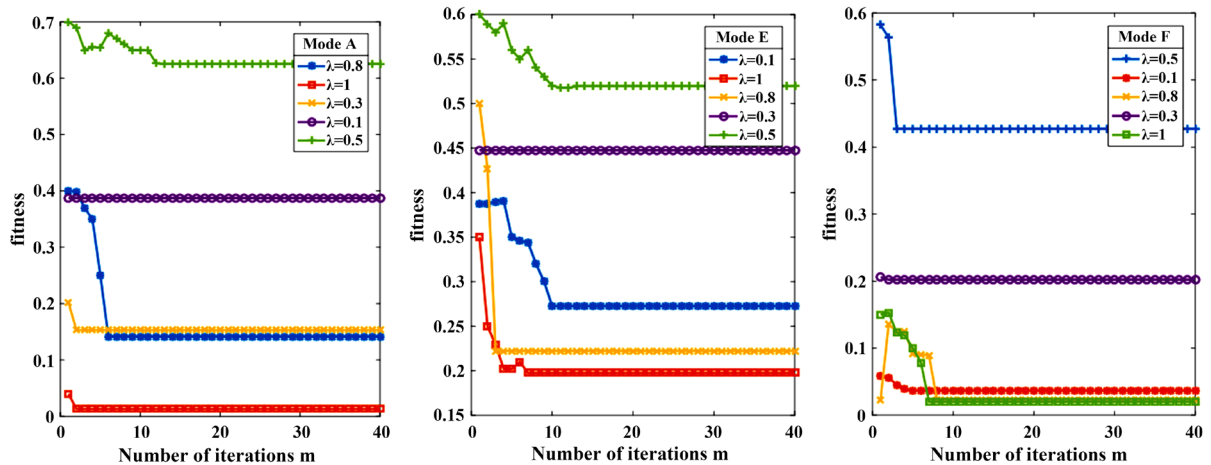 0.7
0.6
0.5
0.4
0.3
0.2
0.1
0
fitness
0
10
20
30
40
Number of iterations m
Mode A
λ=0.8
λ=1
λ=0.3
λ=0.1
λ=0.5
0.6
0.55
0.5
0.45
0.4
0.35
0.3
0.25
0.2
0.15
fitness
0
10
20
30
40
Number of iterations m
Mode E
λ=0.1
λ=1
λ=0.8
λ=0.3
λ=0.5
0.6
0.5
0.4
0.3
0.2
0.1
0
fitness
0
10
20
30
40
Number of iterations m
Mode F
λ=0.5
λ=0.1
λ=0.8
λ=0.3
λ=1